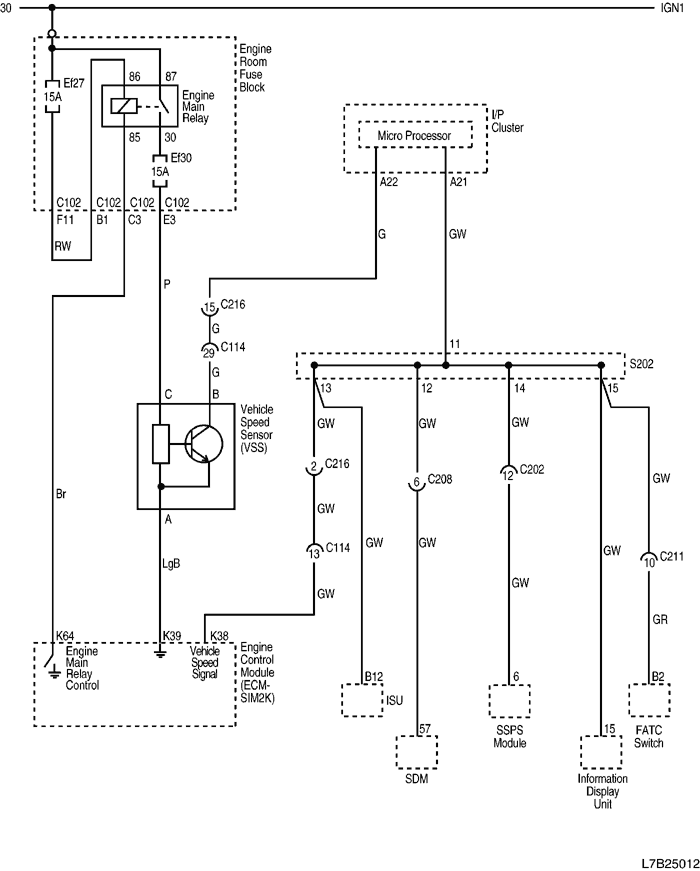 30
IGN1
Engine
Room
Fuse
Block
Ef27
15A
86
87
Engine
Main
Relay
85
30
Ef30
15A
C102
C102
C102
C102
F11
B1
C3
E3
RW
I/P
Cluster
Micro Processor
A22
A21
G
GW
P
15
C216
G
29
C114
G
11
S202
13
12
14
15
C
B
Vehicle
Speed
Sensor
(VSS)
A
GW
GW
GW
2
C216
6
C208
12
C202
GW
Br
GW
13
C114
GW
GW
GW
10
C211
LgB
GW
GW
GR
K64
K39
K38
Engine
Main
Relay
Control
Vehicle
Speed
Signal
Engine
Control
Module
(ECM-
SIM2K)
B12
ISU
6
SSPS
Module
B2
FATC
Switch
57
SDM
15
Information
Display
Unit
L7B25012